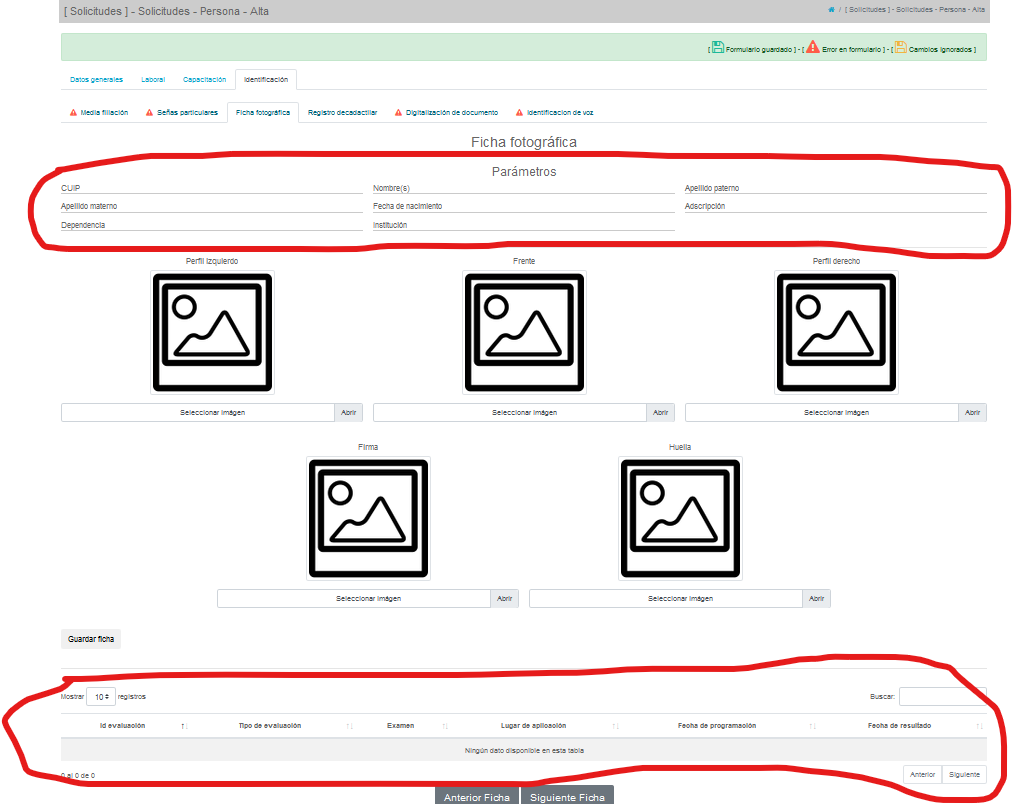 [ Solicitudes ] - Solicitudes - Persona - Alta
/ [ Solicitudes ] - Solicitudes - Persona - Alta
[ Formulario guardado ] - [ Error en formulario ] - [ Cambios ignorados ]
Datos generales Laboral Capacitación Identificación
Media filiación Señas particulares Ficha fotográfica Registro decadactilar Digitalización de documento Identificacion de voz
Ficha fotográfica
Parámetros
CUIP Nombre(s) Apellido paterno
Apellido materno Fecha de nacimiento Adscripción
Dependencia Institución
Perfil izquierdo Frente Perfil derecho
Seleccionar imágen Abrir Seleccionar imágen Abrir Seleccionar imágen Abrir
Firma Huella
Seleccionar imágen Abrir Seleccionar imágen Abrir
Guardar ficha
Mostrar 10 registros Buscar:
Id evaluación Tipo de evaluación Examen Lugar de aplicación Fecha de programación Fecha de resultado
Ningún dato disponible en esta tabla
0 al 0 de 0 Anterior Siguiente
Anterior Ficha Siguiente Ficha